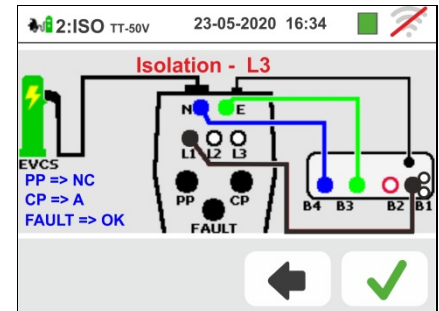 2:ISO TT-50V 23-05-2020 16:34
Isolation - L3
N E
L1 L2 L3
EVCS
PP => NC
CP => A
FAULT => OK
PP CP
FAULT
B4 B3 B2 B1